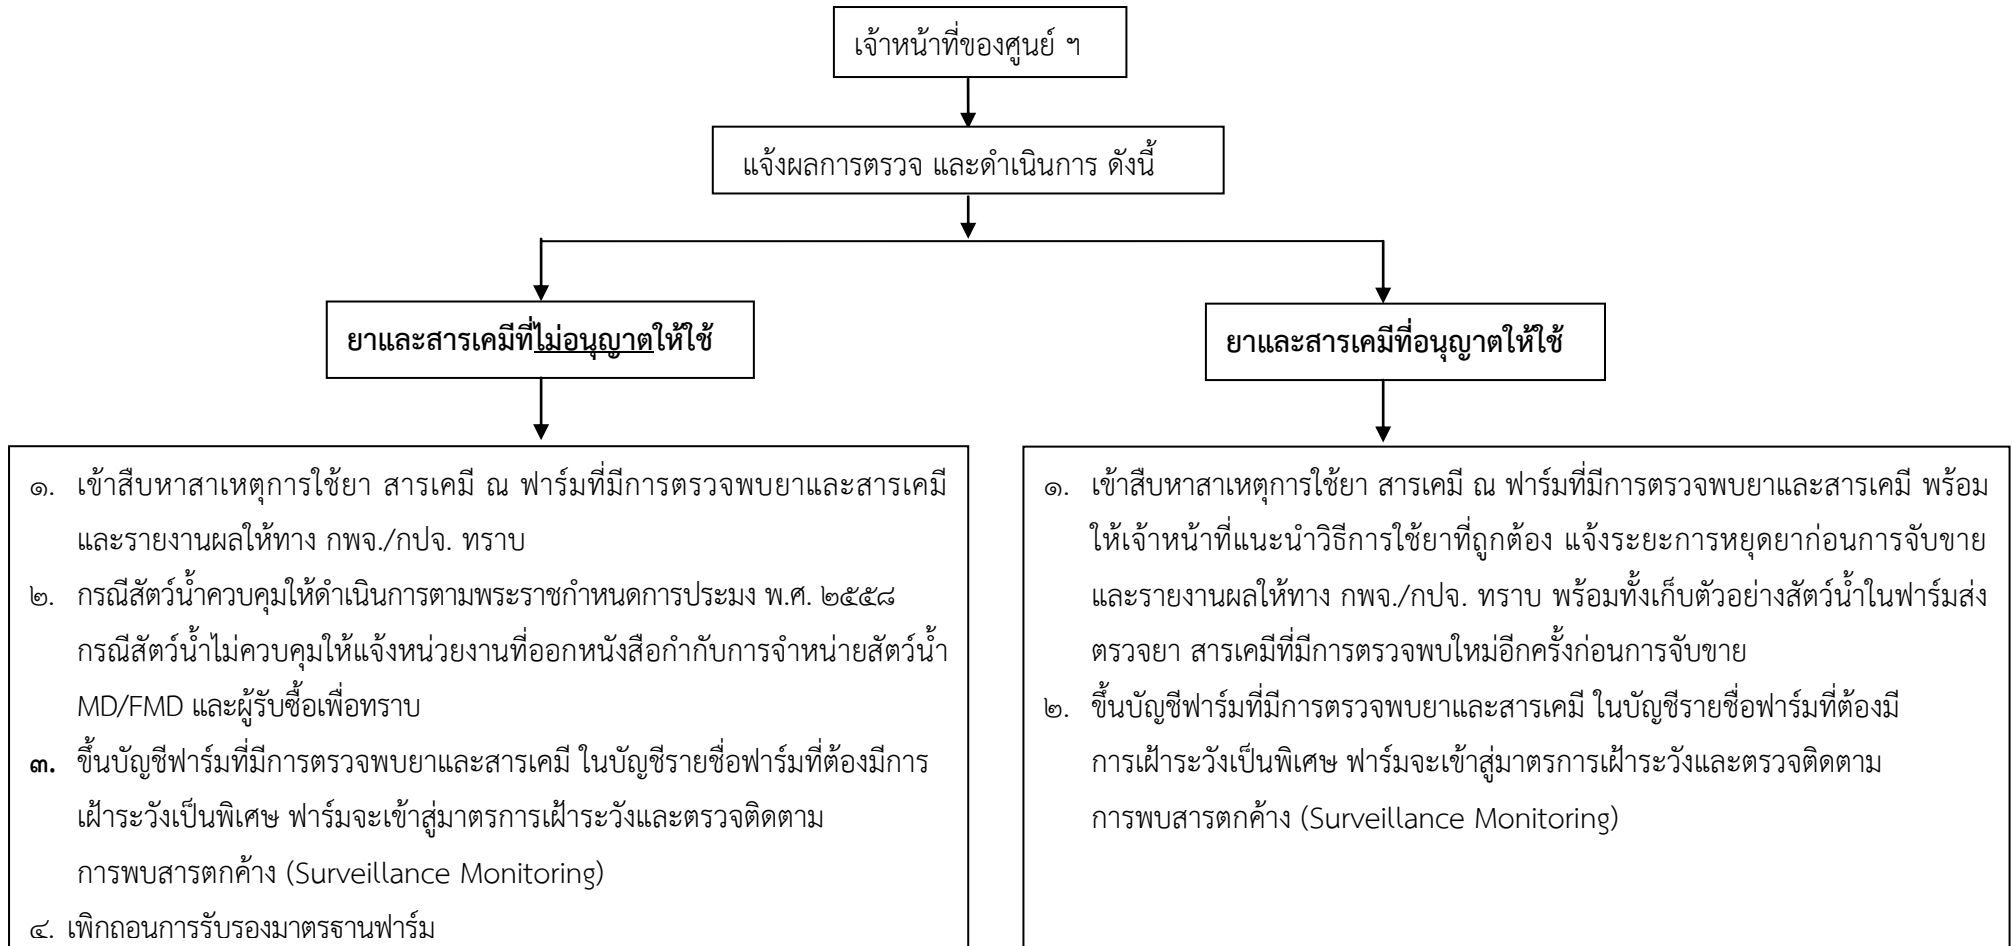 เจ้าหน้าที่ของศูนย์ ฯ
แจ้งผลการตรวจ และดำเนินการ ดังนี้
ยาและสารเคมีที่ไม่อนุญาตให้ใช้
ยาและสารเคมีที่อนุญาตให้ใช้
๑. เข้าสืบหาสาเหตุการใช้ยา สารเคมี ณ ฟาร์มที่มีการตรวจพบยาและสารเคมี
และรายงานผลให้ทาง กพจ./กปจ. ทราบ
๒. กรณีสัตว์น้ำควบคุมให้ดำเนินการตามพระราชกำหนดการประมง พ.ศ. ๒๕๕๘
กรณีสัตว์น้ำไม่ควบคุมให้แจ้งหน่วยงานที่ออกหนังสือกำกับการจำหน่ายสัตว์น้ำ
MD/FMD และผู้รับซื้อเพื่อทราบ
๓. ขึ้นบัญชีฟาร์มที่มีการตรวจพบยาและสารเคมี ในบัญชีรายชื่อฟาร์มที่ต้องมีการ
เฝ้าระวังเป็นพิเศษ ฟาร์มจะเข้าสู่มาตรการเฝ้าระวังและตรวจติดตาม
การพบสารตกค้าง (Surveillance Monitoring)
๔. เพิกถอนการรับรองมาตรฐานฟาร์ม
๑. เข้าสืบหาสาเหตุการใช้ยา สารเคมี ณ ฟาร์มที่มีการตรวจพบยาและสารเคมี พร้อม
ให้เจ้าหน้าที่แนะนำวิธีการใช้ยาที่ถูกต้อง แจ้งระยะการหยุดยาก่อนการจับขาย
และรายงานผลให้ทาง กพจ./กปจ. ทราบ พร้อมทั้งเก็บตัวอย่างสัตว์น้ำในฟาร์มส่ง
ตรวจยา สารเคมีที่มีการตรวจพบใหม่อีกครั้งก่อนการจับขาย
๒. ขึ้นบัญชีฟาร์มที่มีการตรวจพบยาและสารเคมี ในบัญชีรายชื่อฟาร์มที่ต้องมี
การเฝ้าระวังเป็นพิเศษ ฟาร์มจะเข้าสู่มาตรการเฝ้าระวังและตรวจติดตาม
การพบสารตกค้าง (Surveillance Monitoring)